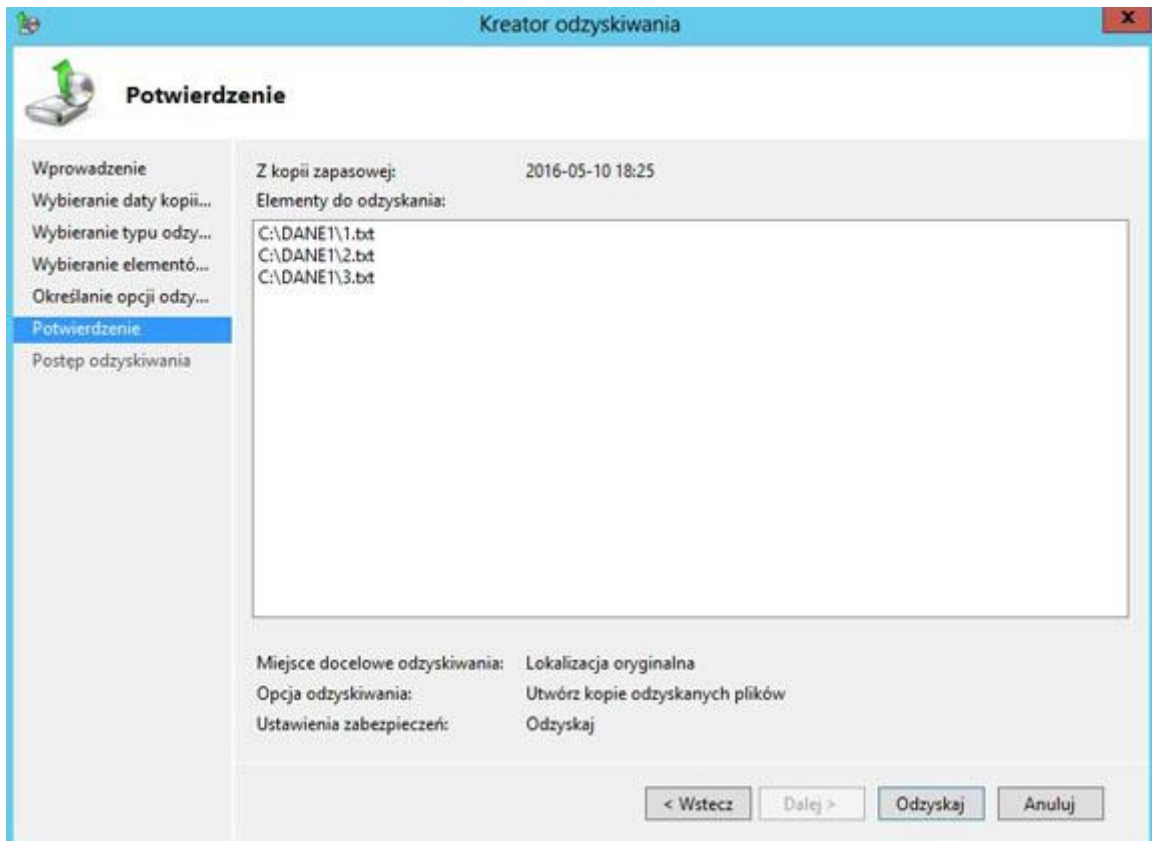 Kreator odzyskiwania
x
Potwierdzenie
Wprowadzenie
Wybieranie daty kopii...
Wybieranie typu odzy...
Wybieranie elementó...
Określanie opcji odzy...
Potwierdzenie
Postęp odzyskiwania
Z kopii zapasowej: 2016-05-10 18:25
Elementy do odzyskania:
C:\DANE1\1.txt
C:\DANE1\2.txt
C:\DANE1\3.txt
Miejsce docelowe odzyskiwania: Lokalizacja oryginalna
Opcja odzyskiwania: Utwórz kopie odzyskanych plików
Ustawienia zabezpieczeń: Odzyskaj
< Wstecz Dalej > Odzyskaj Anuluj